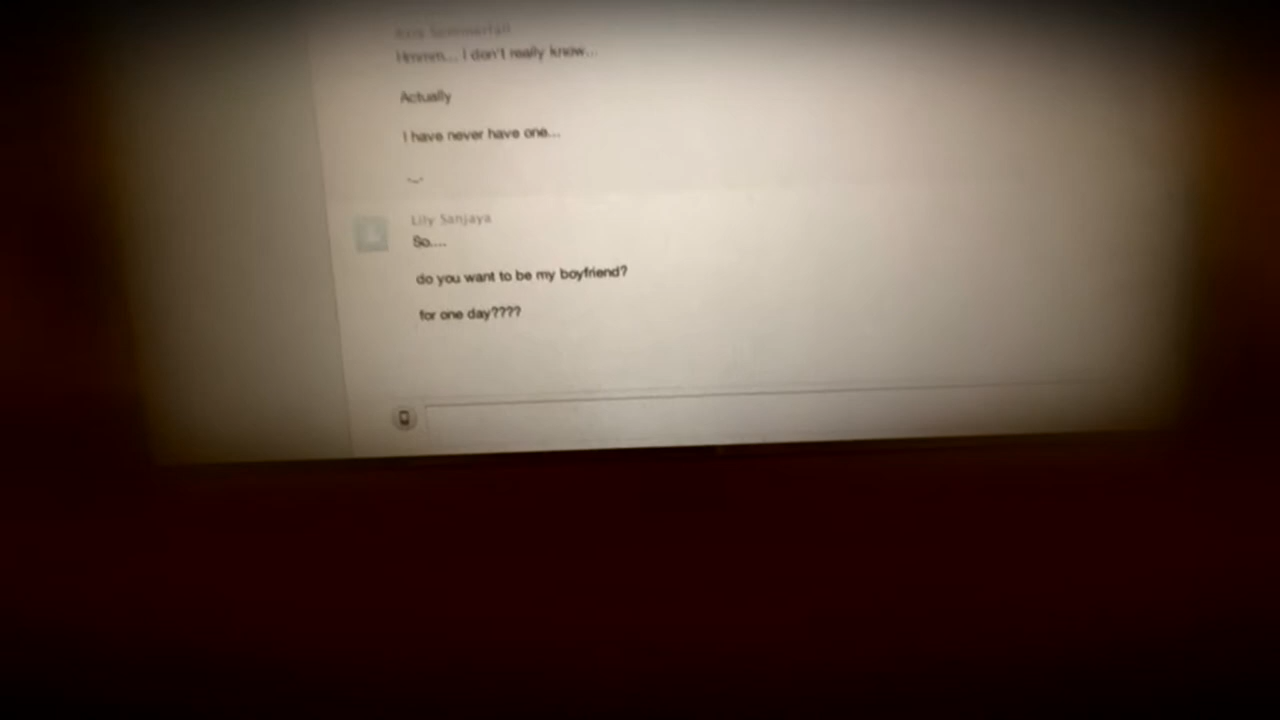 Hmmm... I don't really know...
Actually
I have never have one...
Lily Sanjaya
So....
do you want to be my boyfriend?
for one day????